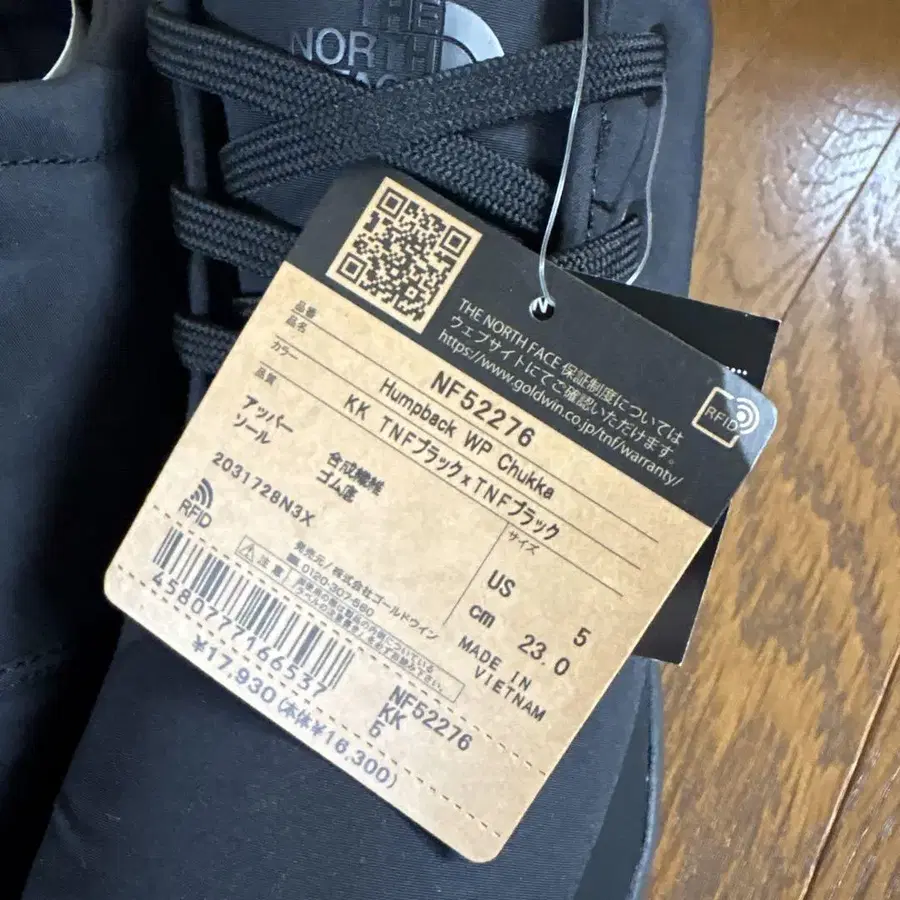 THE
NORTH
FACE
THE NORTH FACE 保証制度については
ウェブサイトにてご確認いただけます。
https://www.goldwin.co.jp/tnf/warranty/
RFID
品番
NF52276
品名
Humpback WP Chukka
カラー
KK TNFブラック×TNFブラック
品質
アッパー 合成繊維
ソール ゴム底
サイズ
US 5
cm 23.0
2031728N3X
RFID
MADE IN
VIETNAM
発売元/株式会社ゴールドウイン
0120-307-560
注意
4580777166537
NF52276
KK
5
¥17,930(本体¥16,300)